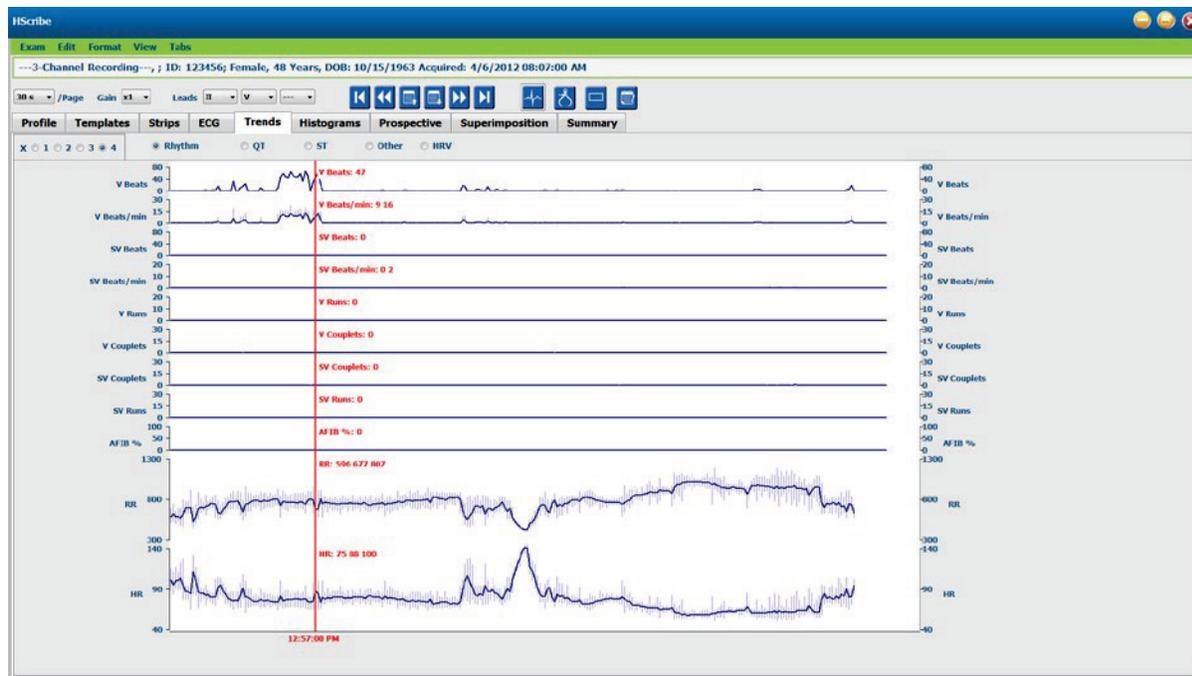 HScribe
Exam Edit Format View Tabs
---3-Channel Recording---, ; ID: 123456; Female, 48 Years, DOB: 10/15/1963 Acquired: 4/6/2012 08:07:00 AM
30 s /Page Gain x1 Leads II V ---
Profile Templates Strips ECG Trends Histograms Prospective Superimposition Summary
X 1 2 3 4 Rhythm QT ST Other HRV
80 V Beats: 47 80
V Beats 40 40 V Beats
0 0
30 V Beats/min: 9 16 30
V Beats/min 15 15 V Beats/min
0 0
80 SV Beats: 0 80
SV Beats 40 40 SV Beats
0 0
20 SV Beats/min: 0 2 20
SV Beats/min 10 10 SV Beats/min
0 0
20 V Runs: 0 20
V Runs 10 10 V Runs
0 0
30 V Couplets: 0 30
V Couplets 15 15 V Couplets
0 0
30 SV Couplets: 0 30
SV Couplets 15 15 SV Couplets
0 0
30 SV Runs: 0 30
SV Runs 15 15 SV Runs
0 0
100 AFIB %: 0 100
AFIB % 50 50 AFIB %
0 0
1300 RR: 596 677 807 1300
RR 800 800 RR
300 300
140 HR: 75 88 100 140
HR 90 90 HR
40 40
12:57:00 PM